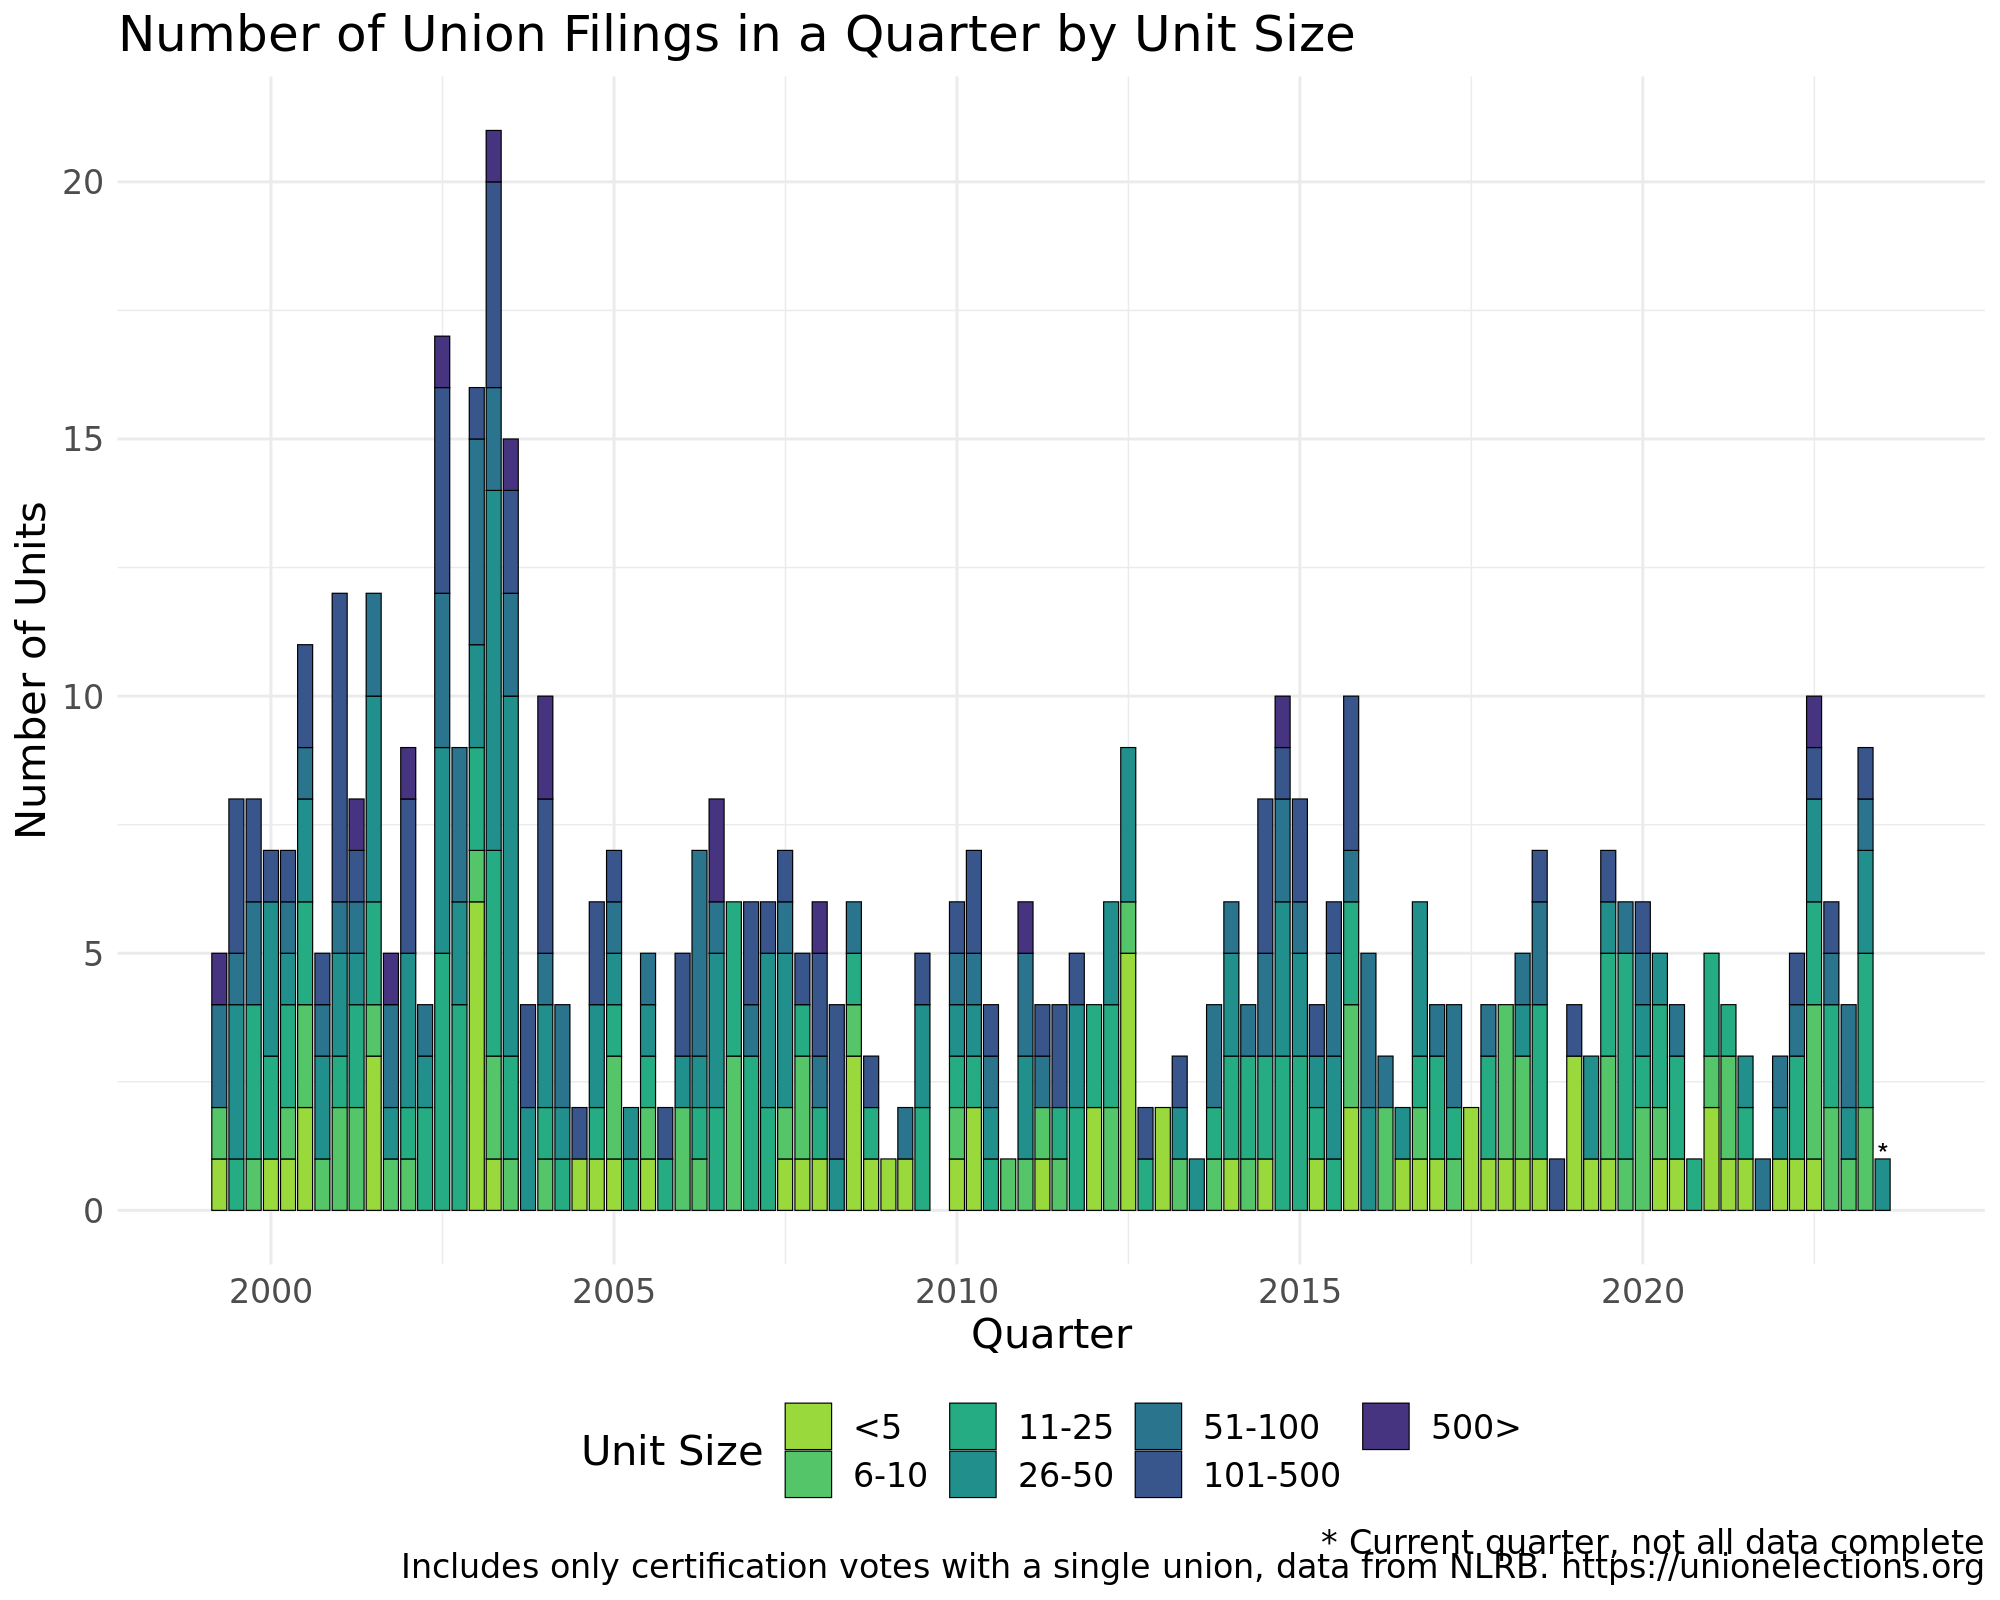 Number of Union Filings in a Quarter by Unit Size
Number of Units
20
15
10
5
0
*
2000 2005 2010 2015 2020
Quarter
Unit Size
<5 11-25 51-100 500>
6-10 26-50 101-500
* Current quarter, not all data complete
Includes only certification votes with a single union, data from NLRB. https://unionelections.org